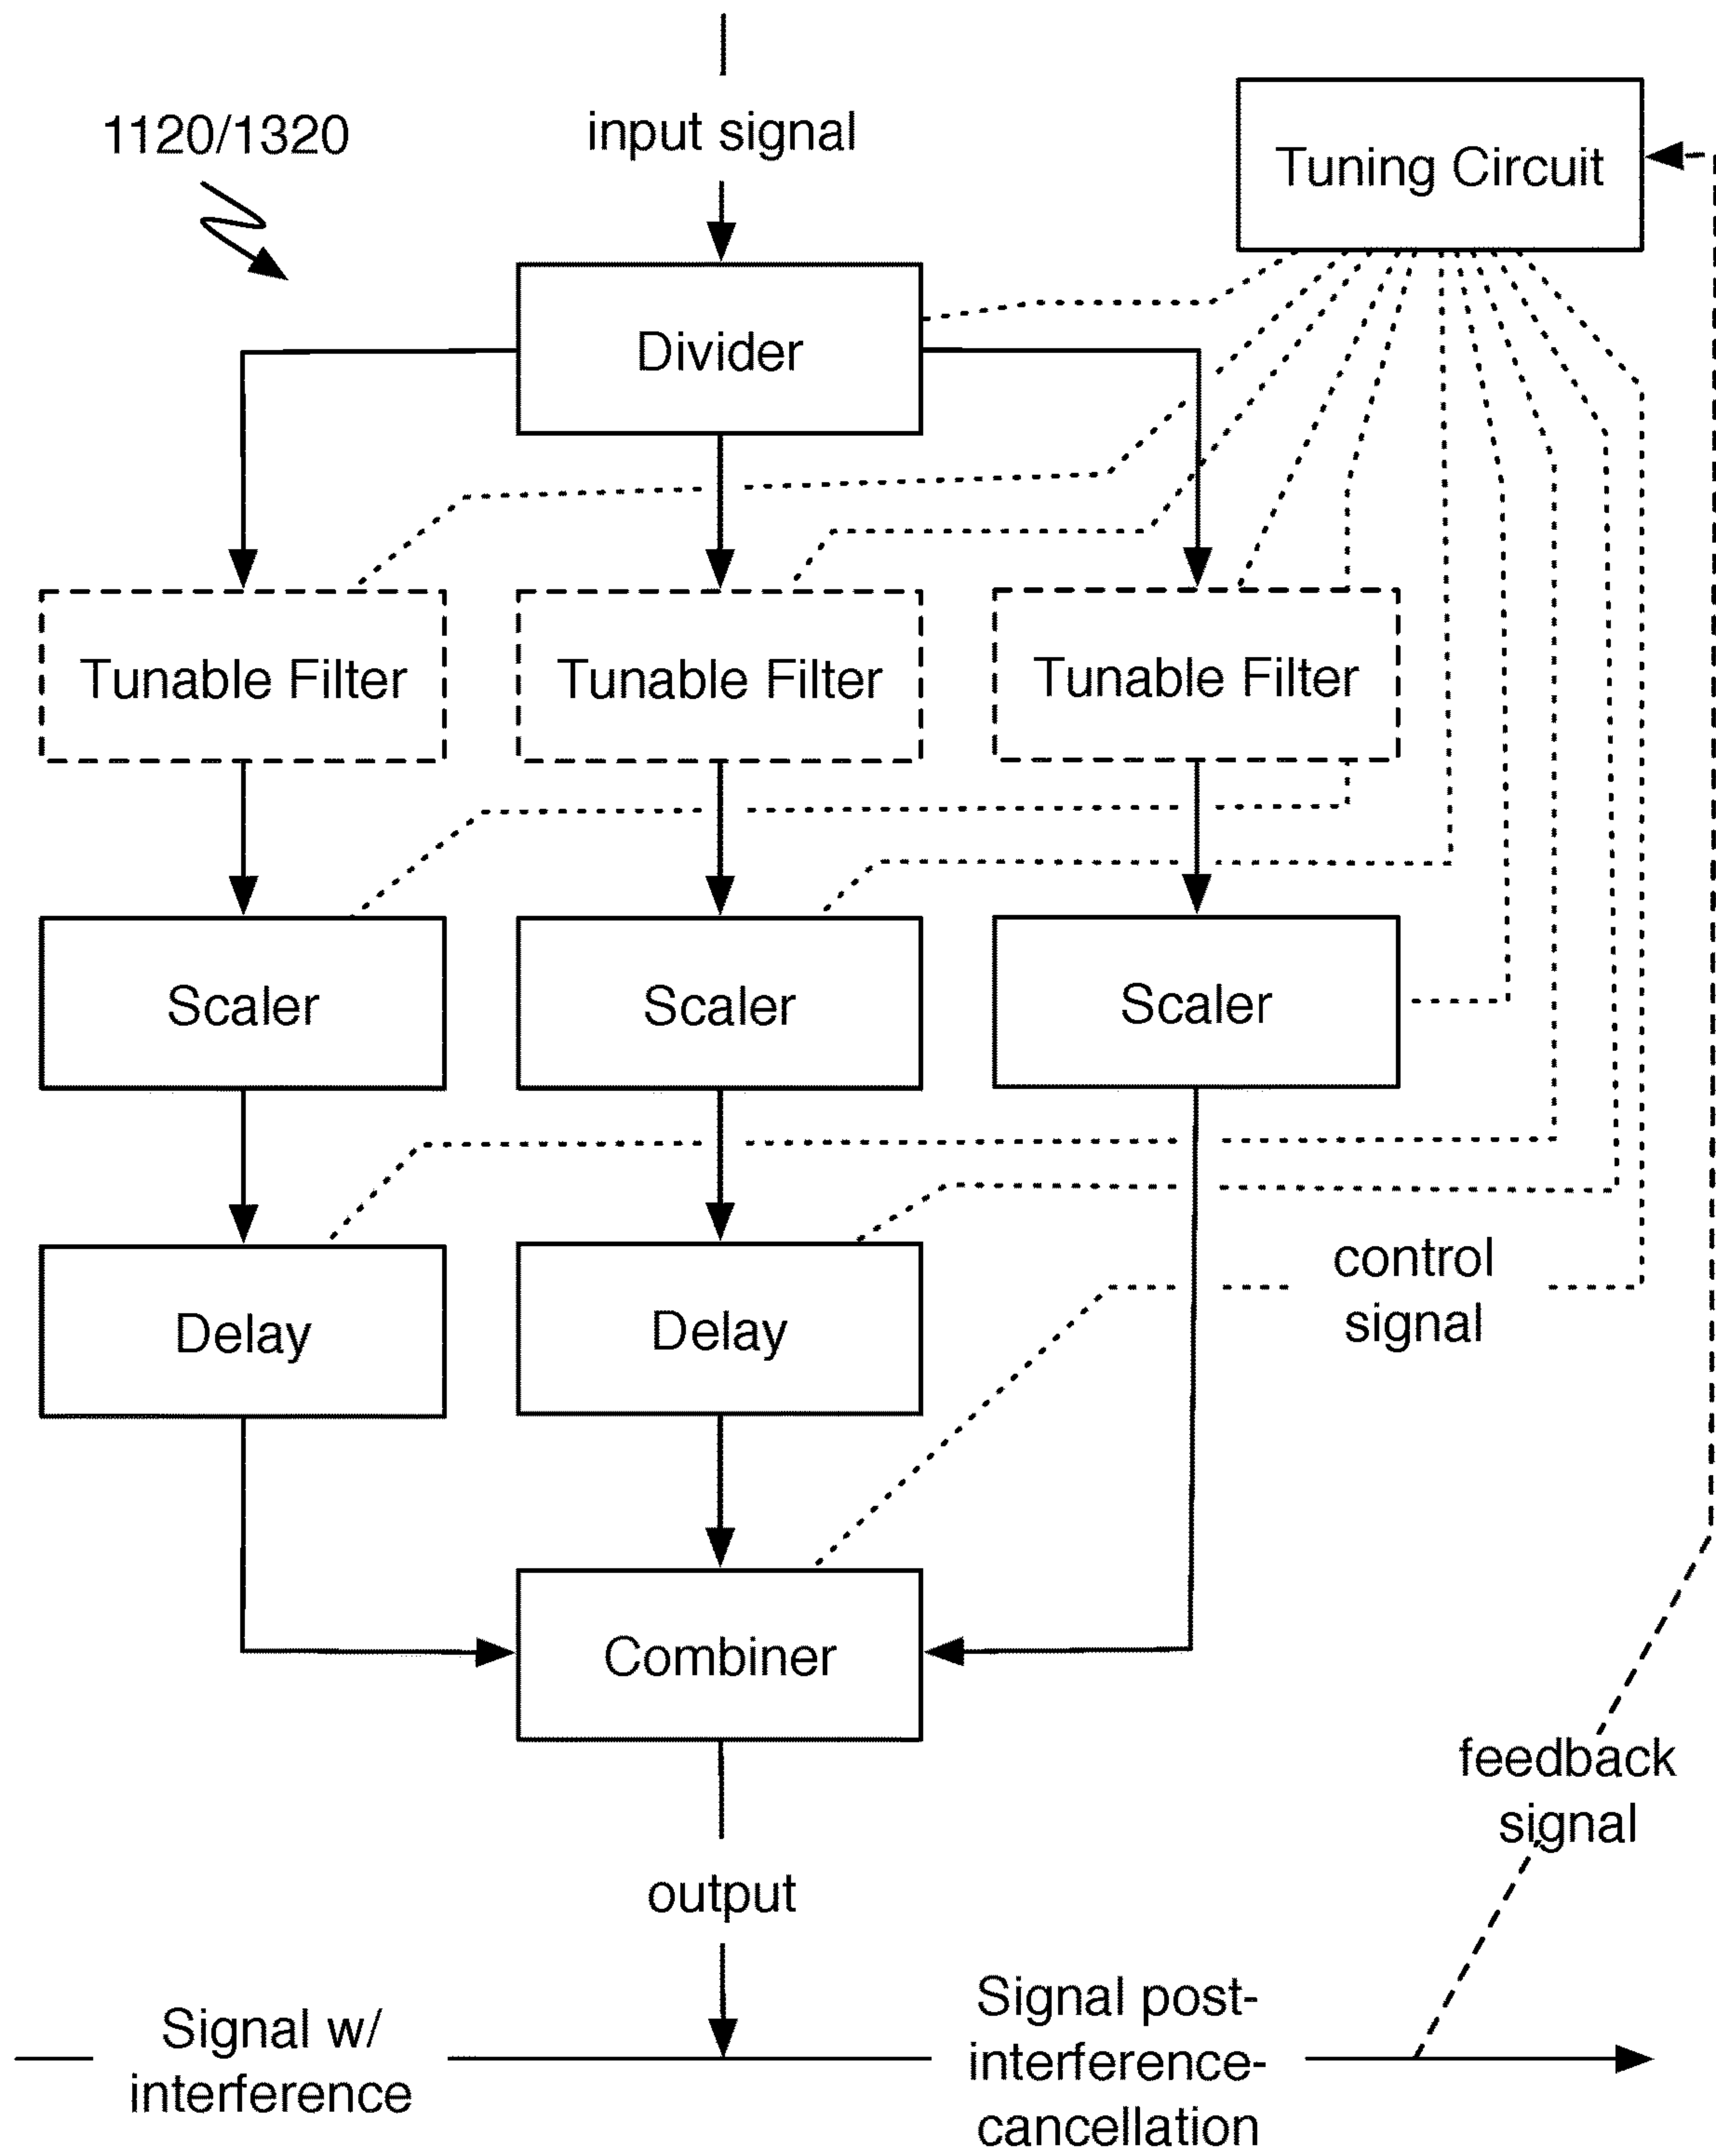 1120/1320
input signal
Tuning Circuit
Divider
Tunable Filter
Tunable Filter
Tunable Filter
Scaler
Scaler
Scaler
control
signal
Delay
Delay
Combiner
feedback
signal
output
Signal w/
interference
Signal post-
interference-
cancellation